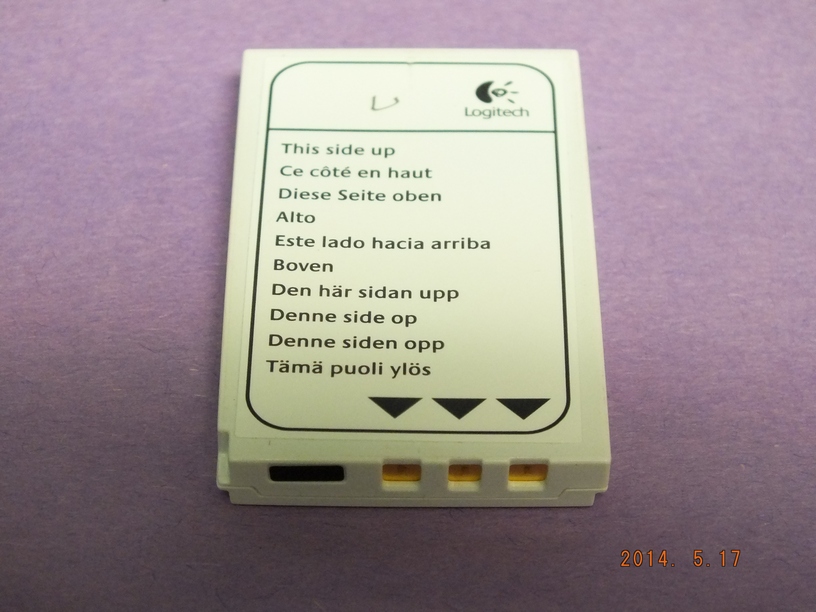 Logitech
This side up
Ce côté en haut
Diese Seite oben
Alto
Este lado hacia arriba
Boven
Den här sidan upp
Denne side op
Denne siden opp
Tämä puoli ylös
2014. 5.17